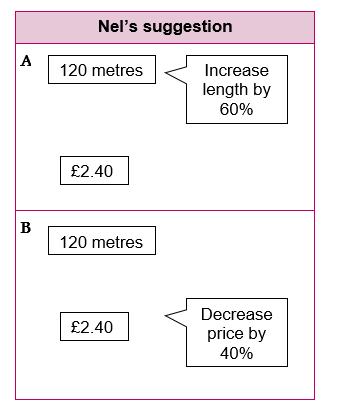 Nel's suggestion
A
120 metres
Increase
length by
60%
£2.40
B
120 metres
£2.40
Decrease
price by
40%